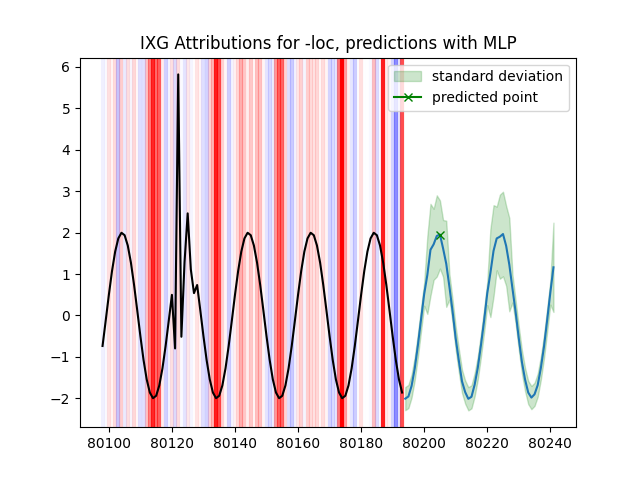 IXG Attributions for -loc, predictions with MLP
standard deviation
predicted point
6
5
4
3
2
1
0
−1
−2
80100 80120 80140 80160 80180 80200 80220 80240